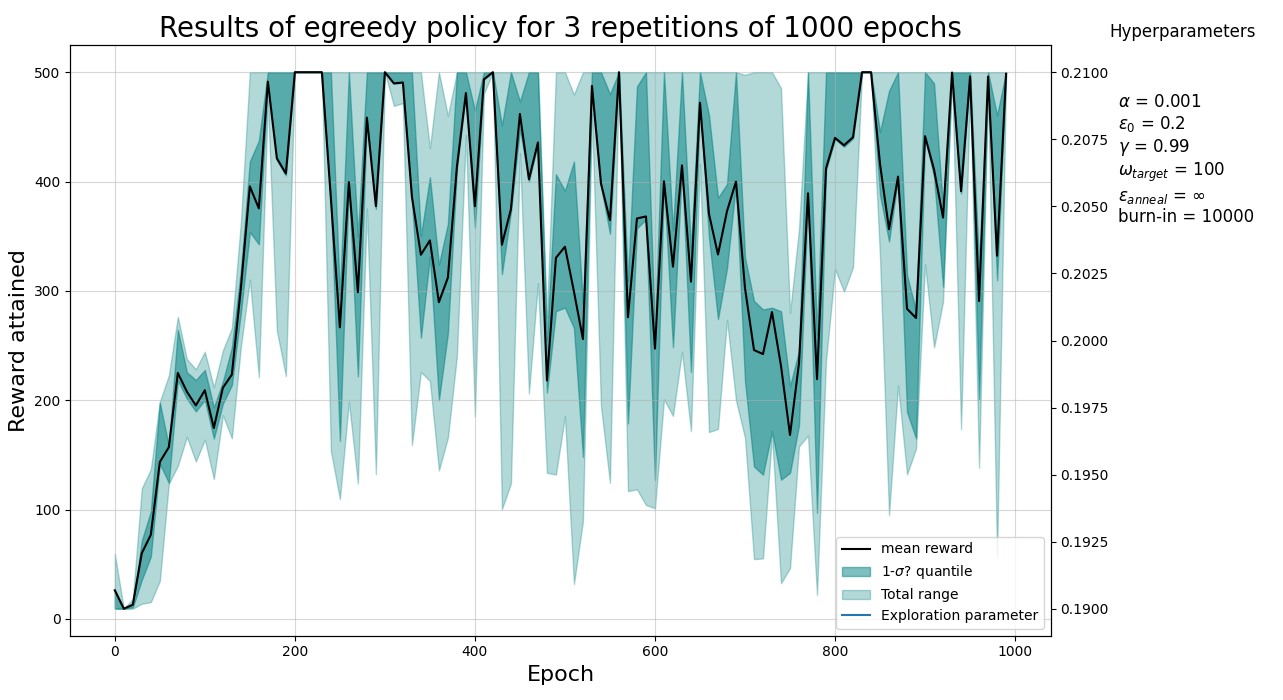 Results of egreedy policy for 3 repetitions of 1000 epochs
Hyperparameters
α = 0.001
ε₀ = 0.2
γ = 0.99
ω_target = 100
ε_anneal = ∞
burn-in = 10000
Reward attained
500
400
300
200
100
0
0.2100
0.2075
0.2050
0.2025
0.2000
0.1975
0.1950
0.1925
0.1900
mean reward
1-σ? quantile
Total range
Exploration parameter
0 200 400 600 800 1000
Epoch